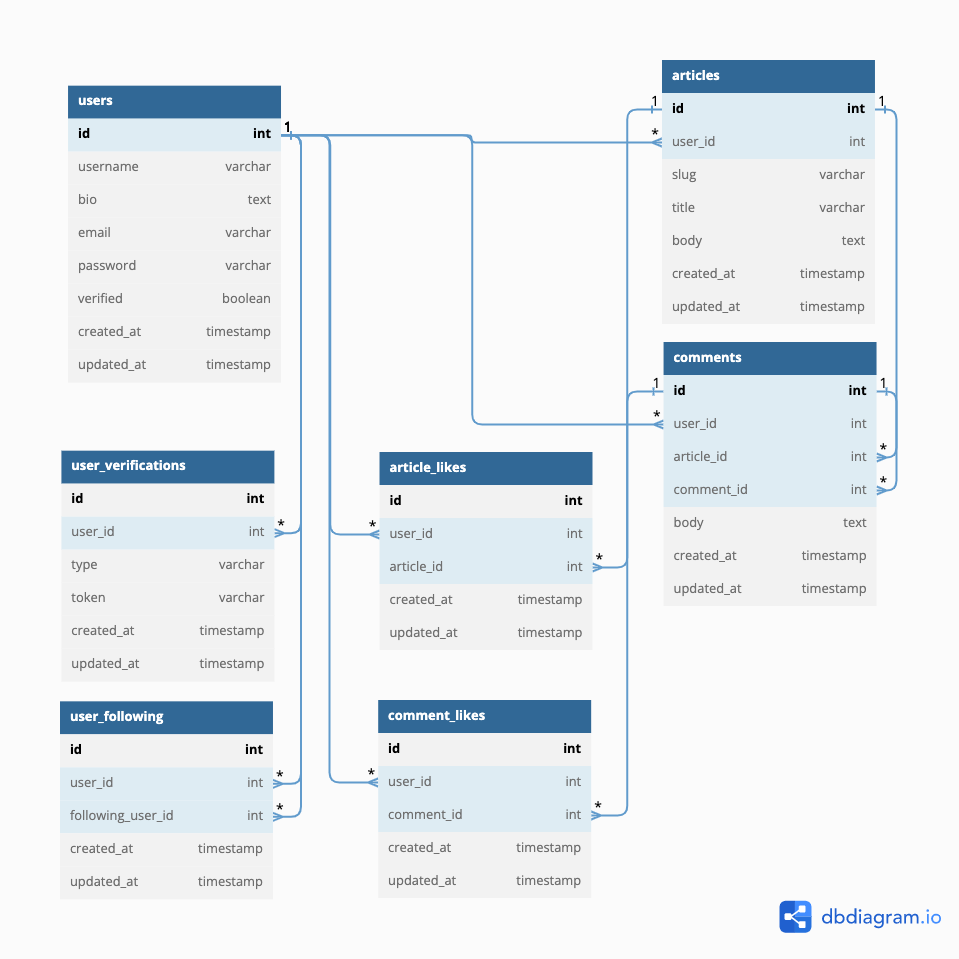 users
id int
username varchar
bio text
email varchar
password varchar
verified boolean
created_at timestamp
updated_at timestamp
1
articles
1 id int 1
* user_id int
slug varchar
title varchar
body text
created_at timestamp
updated_at timestamp
comments
1 id int 1
* user_id int
article_id int *
comment_id int *
body text
created_at timestamp
updated_at timestamp
user_verifications
id int
user_id int *
type varchar
token varchar
created_at timestamp
updated_at timestamp
article_likes
id int
* user_id int
article_id int *
created_at timestamp
updated_at timestamp
user_following
id int
user_id int *
following_user_id int *
created_at timestamp
updated_at timestamp
comment_likes
id int
* user_id int
comment_id int *
created_at timestamp
updated_at timestamp
dbdiagram.io